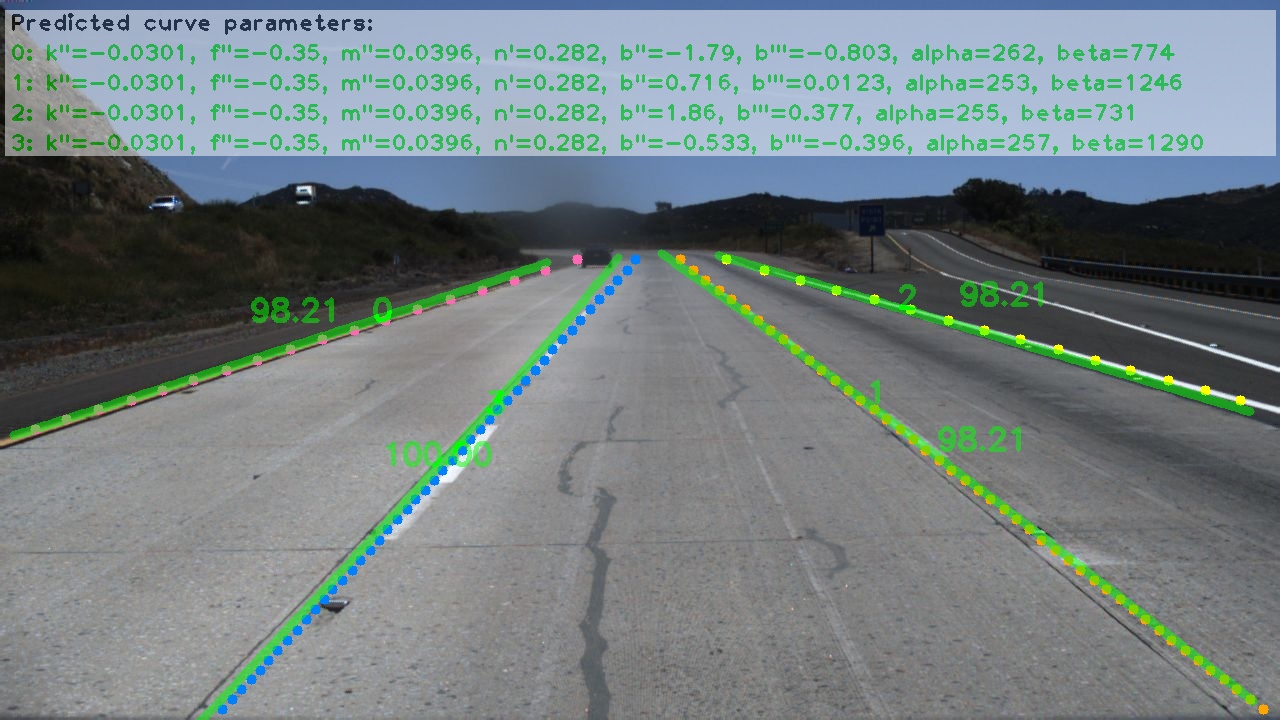 Predicted curve parameters:
0: k''=-0.0301, f''=-0.35, m''=0.0396, n'=0.282, b''=-1.79, b'''=-0.803, alpha=262, beta=774
1: k''=-0.0301, f''=-0.35, m''=0.0396, n'=0.282, b''=0.716, b'''=0.0123, alpha=253, beta=1246
2: k''=-0.0301, f''=-0.35, m''=0.0396, n'=0.282, b''=1.86, b'''=0.377, alpha=255, beta=731
3: k''=-0.0301, f''=-0.35, m''=0.0396, n'=0.282, b''=-0.533, b'''=-0.396, alpha=257, beta=1290
98.21 0
2 98.21
1
98.21
100.00